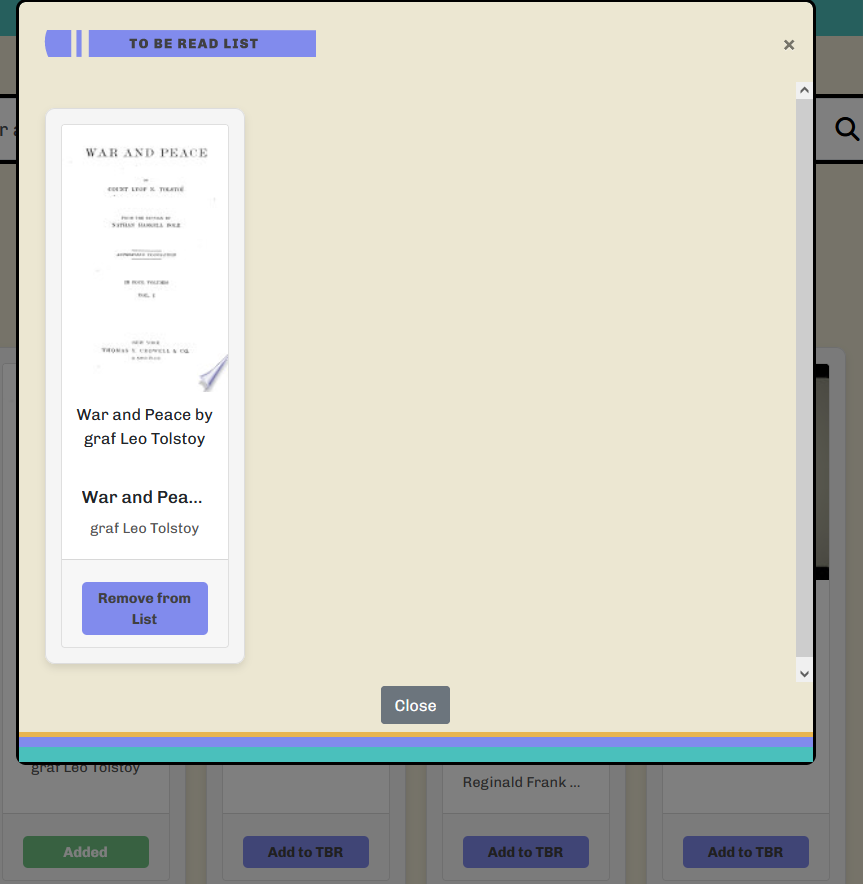 TO BE READ LIST
×
r a
WAR AND PEACE
BY
COUNT LYOF N. TOLSTOÏ
FROM THE RUSSIAN BY
NATHAN HASKELL DOLE
AUTHORIZED TRANSLATION
IN FOUR VOLUMES
VOL. I
NEW YORK
THOMAS Y. CROWELL & CO.
War and Peace by
graf Leo Tolstoy
War and Pea...
graf Leo Tolstoy
Remove from
List
Close
graf Leo Tolstoy
Reginald Frank ...
Added
Add to TBR
Add to TBR
Add to TBR